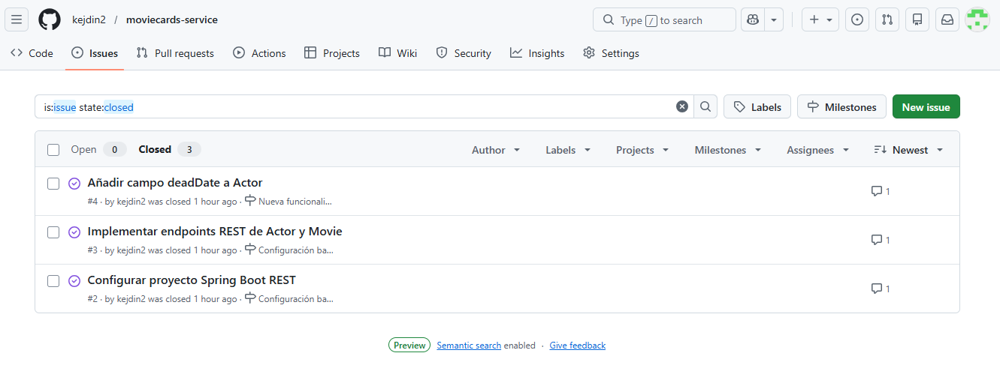 kejdin2 / moviecards-service
Type / to search
Code Issues Pull requests Actions Projects Wiki Security Insights Settings
is:issue state:closed
Labels Milestones New issue
Open 0 Closed 3 Author Labels Projects Milestones Assignees Newest
Añadir campo deadDate a Actor
#4 · by kejdin2 was closed 1 hour ago · Nueva funcionali...
1
Implementar endpoints REST de Actor y Movie
#3 · by kejdin2 was closed 1 hour ago · Configuración ba...
1
Configurar proyecto Spring Boot REST
#2 · by kejdin2 was closed 1 hour ago · Configuración ba...
1
Preview Semantic search enabled · Give feedback